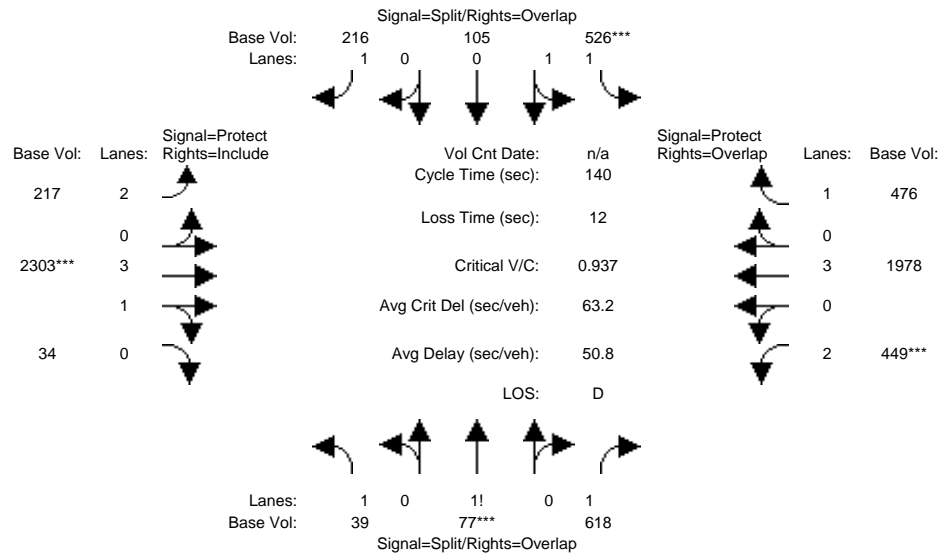 Signal=Split/Rights=Overlap
Base Vol: 216 105 526***
Lanes: 1 0 0 1 1
Signal=Protect
Base Vol: Lanes: Rights=Include
Vol Cnt Date: n/a
Signal=Protect
Rights=Overlap Lanes: Base Vol:
Cycle Time (sec): 140
217 2
1 476
Loss Time (sec): 12
0
0
2303*** 3
Critical V/C: 0.937
3 1978
1
Avg Crit Del (sec/veh): 63.2
0
34 0
Avg Delay (sec/veh): 50.8
2 449***
LOS: D
Lanes: 1 0 1! 0 1
Base Vol: 39 77*** 618
Signal=Split/Rights=Overlap